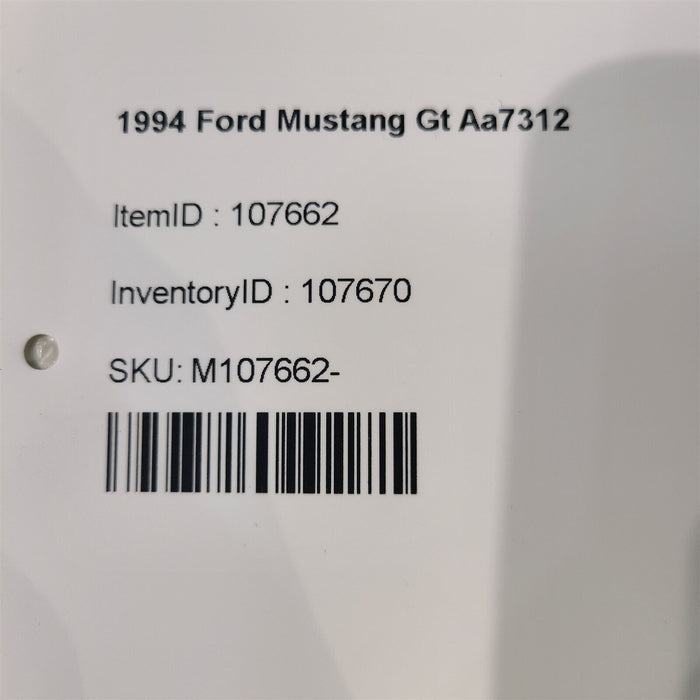 1994 Ford Mustang Gt Aa7312
ItemID : 107662
InventoryID : 107670
SKU: M107662-